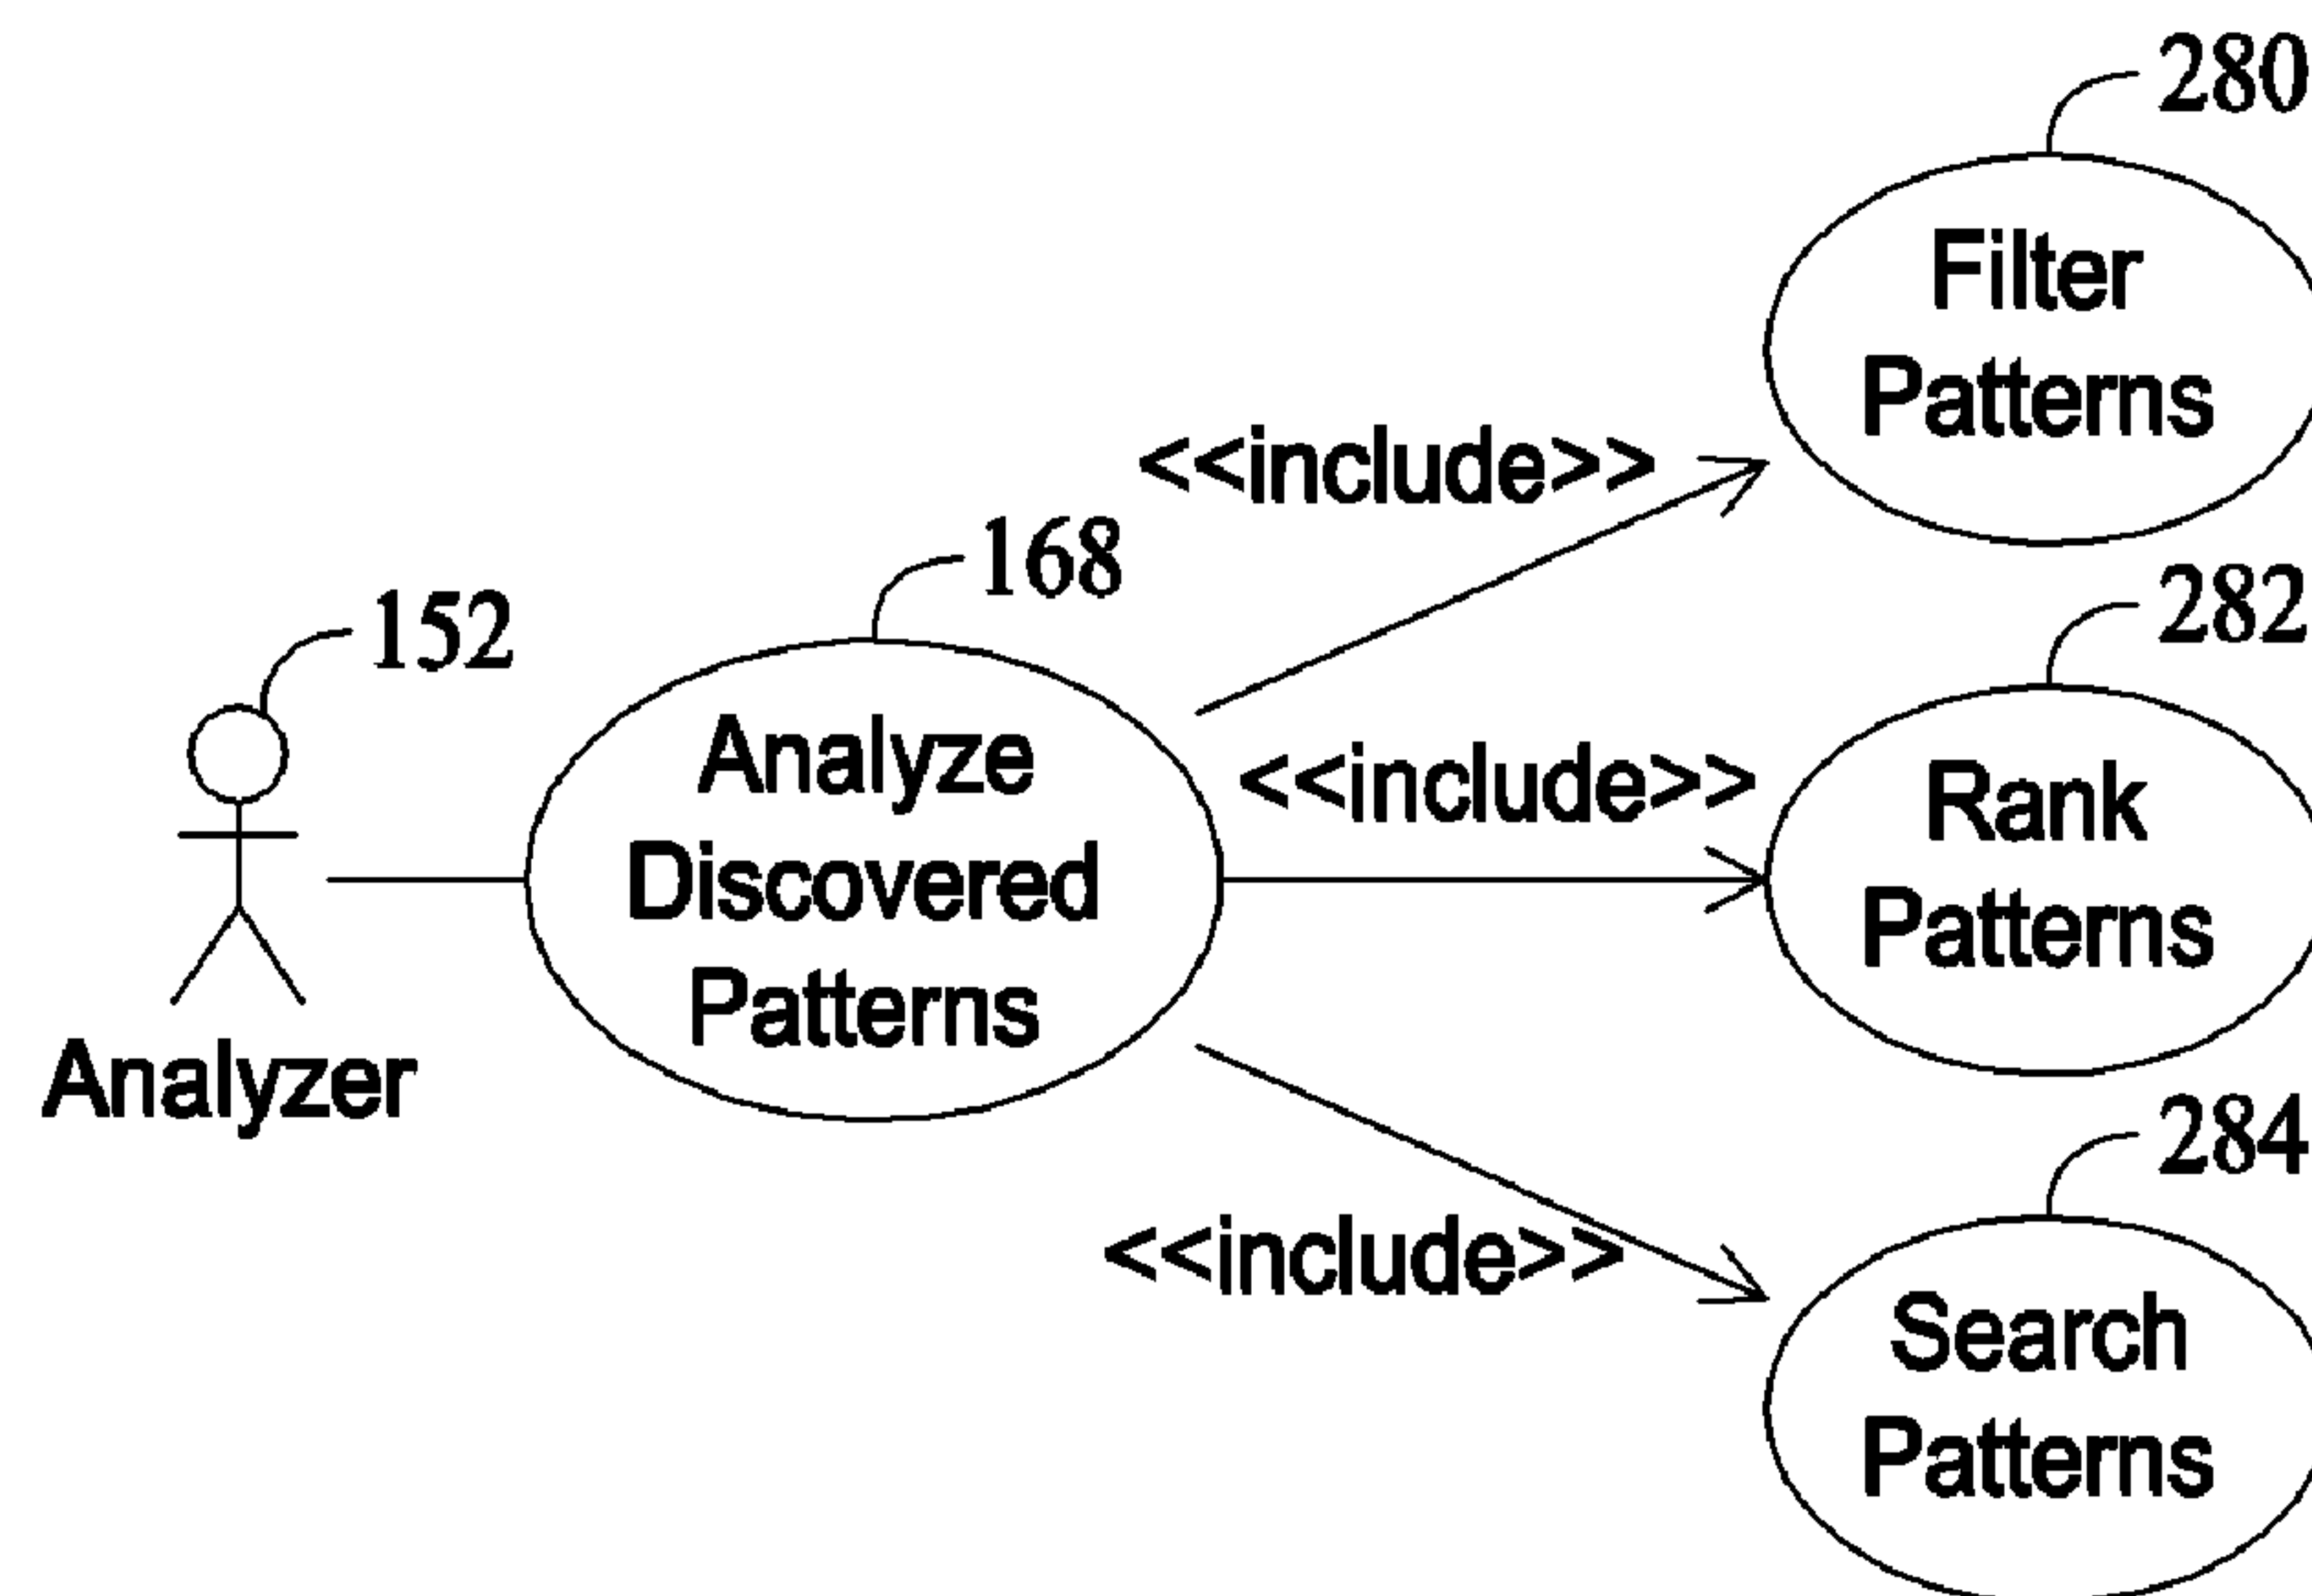 280
Filter
Patterns
<<include>>
168
152
282
Analyze
Discovered
Patterns
<<include>>
Rank
Patterns
Analyzer
284
<<include>>
Search
Patterns